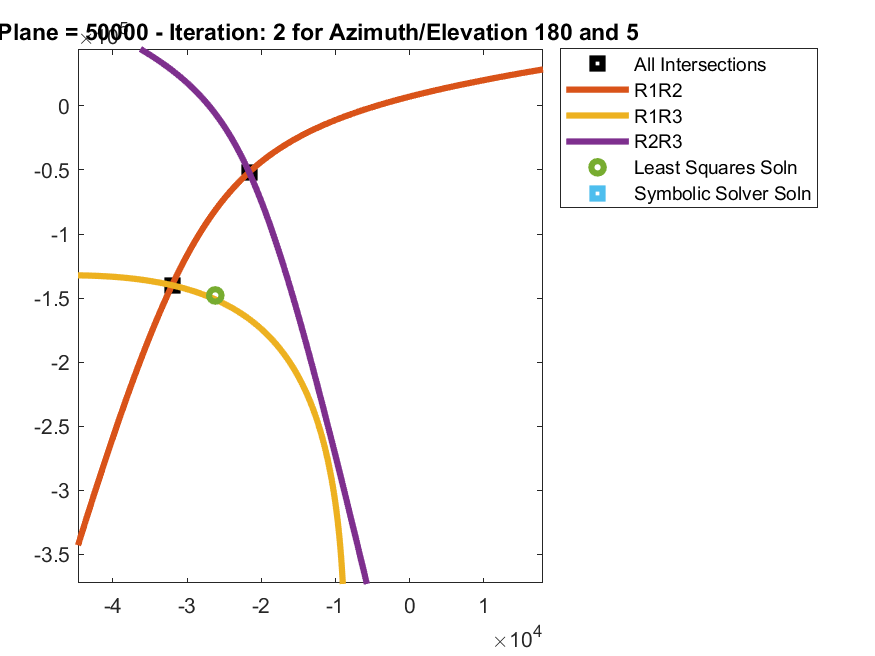 Plane = 50000 - Iteration: 2 for Azimuth/Elevation 180 and 5
×10⁵
0
-0.5
-1
-1.5
-2
-2.5
-3
-3.5
-4 -3 -2 -1 0 1
×10⁴
All Intersections
R1R2
R1R3
R2R3
Least Squares Soln
Symbolic Solver Soln